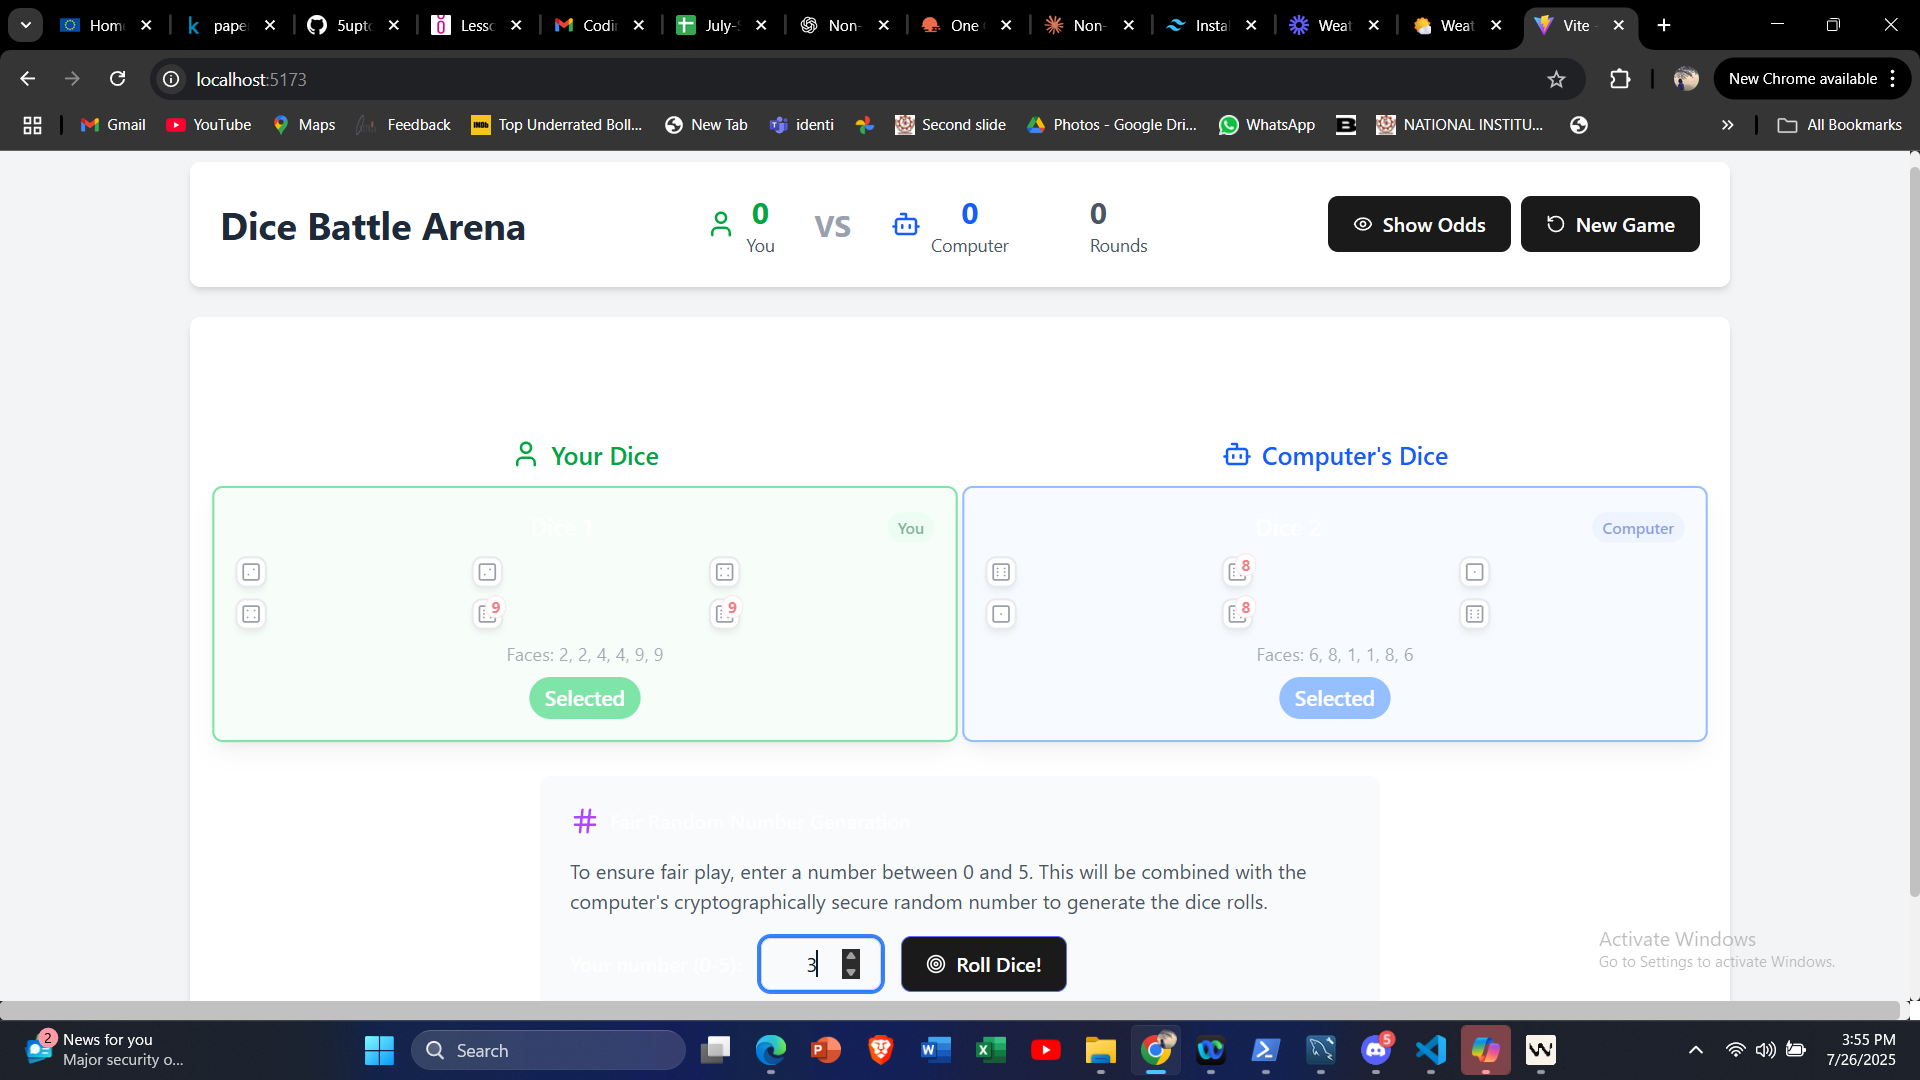 Hom
pape
5upto
Lesso
Codin
July-S
Non-
One
Non-
Instal
Weat
Weat
Vite
localhost:5173
New Chrome available
Gmail
YouTube
Maps
Feedback
Top Underrated Boll...
New Tab
identi
Second slide
Photos - Google Dri...
WhatsApp
NATIONAL INSTITU...
All Bookmarks
Dice Battle Arena
0
You
VS
0
Computer
0
Rounds
Show Odds
New Game
Your Dice
Computer's Dice
Dice 1
You
Dice 2
Computer
8
9
9
8
Faces: 2, 2, 4, 4, 9, 9
Faces: 6, 8, 1, 1, 8, 6
Selected
Selected
Fair Random Number Generation
To ensure fair play, enter a number between 0 and 5. This will be combined with the
computer's cryptographically secure random number to generate the dice rolls.
Your number (0-5):
3
Roll Dice!
Activate Windows
Go to Settings to activate Windows.
2
News for you
Major security o...
Search
5
3:55 PM
7/26/2025